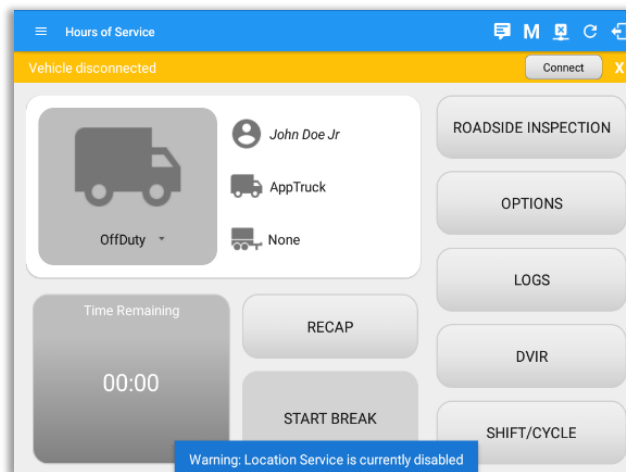 Hours of Service
M
Vehicle disconnected
Connect
X
John Doe Jr
AppTruck
None
OffDuty
ROADSIDE INSPECTION
OPTIONS
LOGS
DVIR
SHIFT/CYCLE
Time Remaining
00:00
RECAP
START BREAK
Warning: Location Service is currently disabled